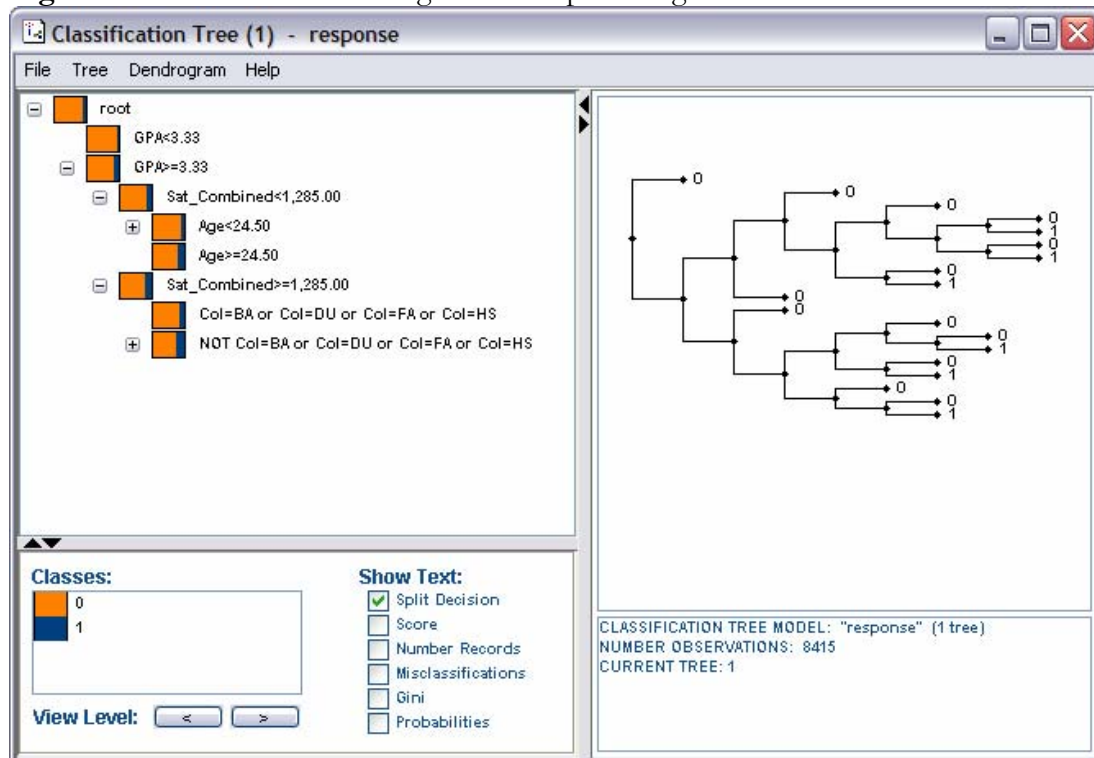 Classification Tree (1) - response
File Tree Dendrogram Help
root
GPA<3.33
GPA>=3.33
Sat_Combined<1,285.00
Age<24.50
Age>=24.50
Sat_Combined>=1,285.00
Col=BA or Col=DU or Col=FA or Col=HS
NOT Col=BA or Col=DU or Col=FA or Col=HS
0
0
0
0
1
0
1
0
1
0
0
0
0
1
0
1
0
0
1
Classes:
0
1
View Level: < >
Show Text:
Split Decision
Score
Number Records
Misclassifications
Gini
Probabilities
CLASSIFICATION TREE MODEL: "response" (1 tree)
NUMBER OBSERVATIONS: 8415
CURRENT TREE: 1